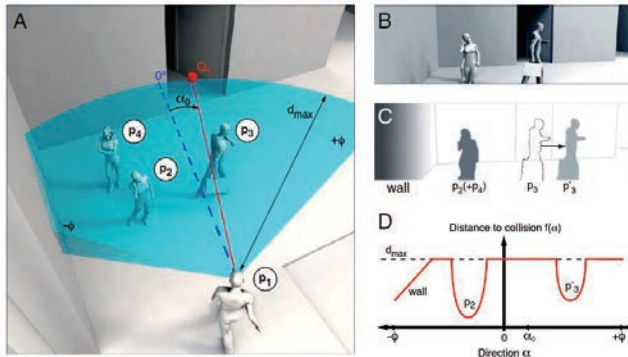 A
0°
O₁
α₀
dmax
p₄
p₃
+ϕ
p₂
-ϕ
p₁
B
C
wall
p₂(+p₄)
p₃
p'₃
D
Distance to collision f(α)
dmax
wall
p₂
p'₃
-ϕ
0
α₀
+ϕ
Direction α